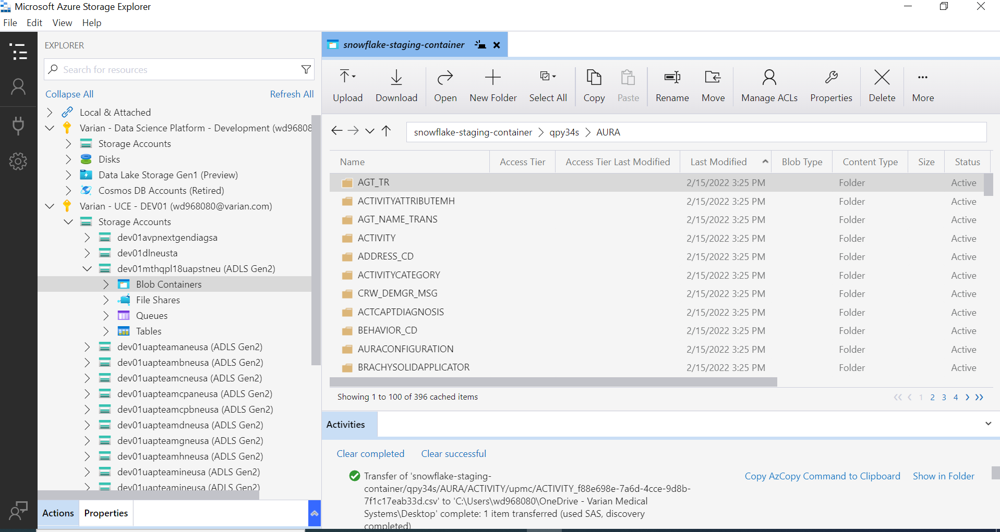 Microsoft Azure Storage Explorer
File Edit View Help
EXPLORER
Search for resources
Collapse All Refresh All
Local & Attached
Varian - Data Science Platform - Development (wd96808
Storage Accounts
Disks
Data Lake Storage Gen1 (Preview)
Cosmos DB Accounts (Retired)
Varian - UCE - DEV01 (wd968080@varian.com)
Storage Accounts
dev01avpnextgendiagsa
dev01dlneusta
dev01mthqpl18uapstneu (ADLS Gen2)
Blob Containers
File Shares
Queues
Tables
dev01uapteamaneusa (ADLS Gen2)
dev01uapteambneusa (ADLS Gen2)
dev01uapteamcneusa (ADLS Gen2)
dev01uapteamcpaneusa (ADLS Gen2)
dev01uapteamcpbneusa (ADLS Gen2)
dev01uapteamdneusa (ADLS Gen2)
dev01uapteamgneusa (ADLS Gen2)
dev01uapteamhneusa (ADLS Gen2)
dev01uapteamineusa (ADLS Gen2)
dev01uapteamineusa (ADLS Gen2)
Actions Properties
snowflake-staging-container
Upload Download Open New Folder Select All Copy Paste Rename Move Manage ACLs Properties Delete More
snowflake-staging-container > qpy34s > AURA
Name Access Tier Access Tier Last Modified Last Modified Blob Type Content Type Size Status
AGT_TR 2/15/2022 3:25 PM Folder Active
ACTIVITYATTRIBUTEMH 2/15/2022 3:25 PM Folder Active
AGT_NAME_TRANS 2/15/2022 3:25 PM Folder Active
ACTIVITY 2/15/2022 3:25 PM Folder Active
ADDRESS_CD 2/15/2022 3:25 PM Folder Active
ACTIVITYCATEGORY 2/15/2022 3:25 PM Folder Active
CRW_DEMGR_MSG 2/15/2022 3:25 PM Folder Active
ACTCAPTDIAGNOSIS 2/15/2022 3:25 PM Folder Active
BEHAVIOR_CD 2/15/2022 3:25 PM Folder Active
AURACONFIGURATION 2/15/2022 3:25 PM Folder Active
BRACHYSOLIDAPPLICATOR 2/15/2022 3:25 PM Folder Active
Showing 1 to 100 of 396 cached items
1 2 3 4
Activities
Clear completed Clear successful
Transfer of 'snowflake-staging-
container/qpy34s/AURA/ACTIVITY/upmc/ACTIVITY_f88e698e-7a6d-4cce-9d8b-
7f1c17eab33d.csv' to 'C:\Users\wd968080\OneDrive - Varian Medical
Systems\Desktop' complete: 1 item transferred (used SAS, discovery
completed)
Copy AzCopy Command to Clipboard Show in Folder